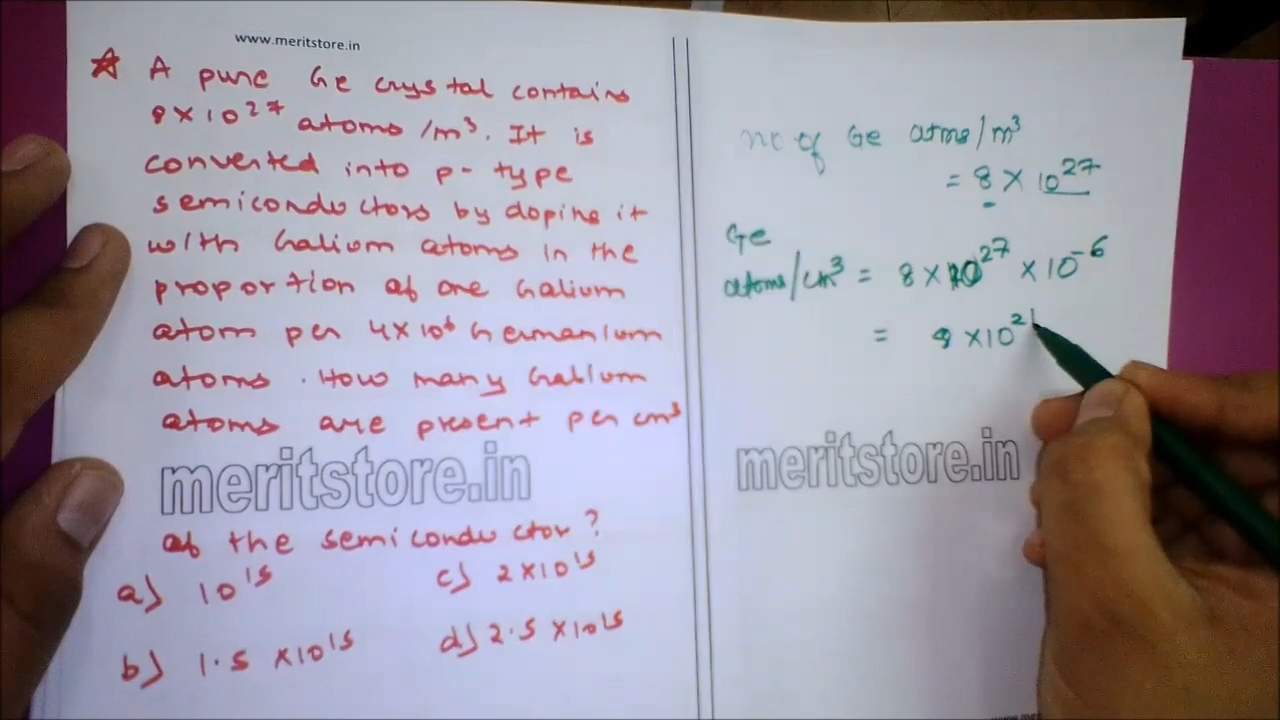 www.meritstore.in
☆ A pure Ge crystal contains
8×10²⁷ atoms/m³. It is
converted into p-type
semiconductors by doping it
with Galium atoms in the
proportion of one Galium
atom per 4×10⁶ Germanium
atoms. How many Galium
atoms are present per cm³
meritstore.in
of the semiconductor?
a) 10¹⁵
c) 2×10¹⁵
b) 1.5×10¹⁵
d) 2.5×10¹⁵
no of Ge atms/m³
= 8×10²⁷
Ge
atoms/cm³ = 8×10²⁷×10⁻⁶
= 8×10²¹
meritstore.in